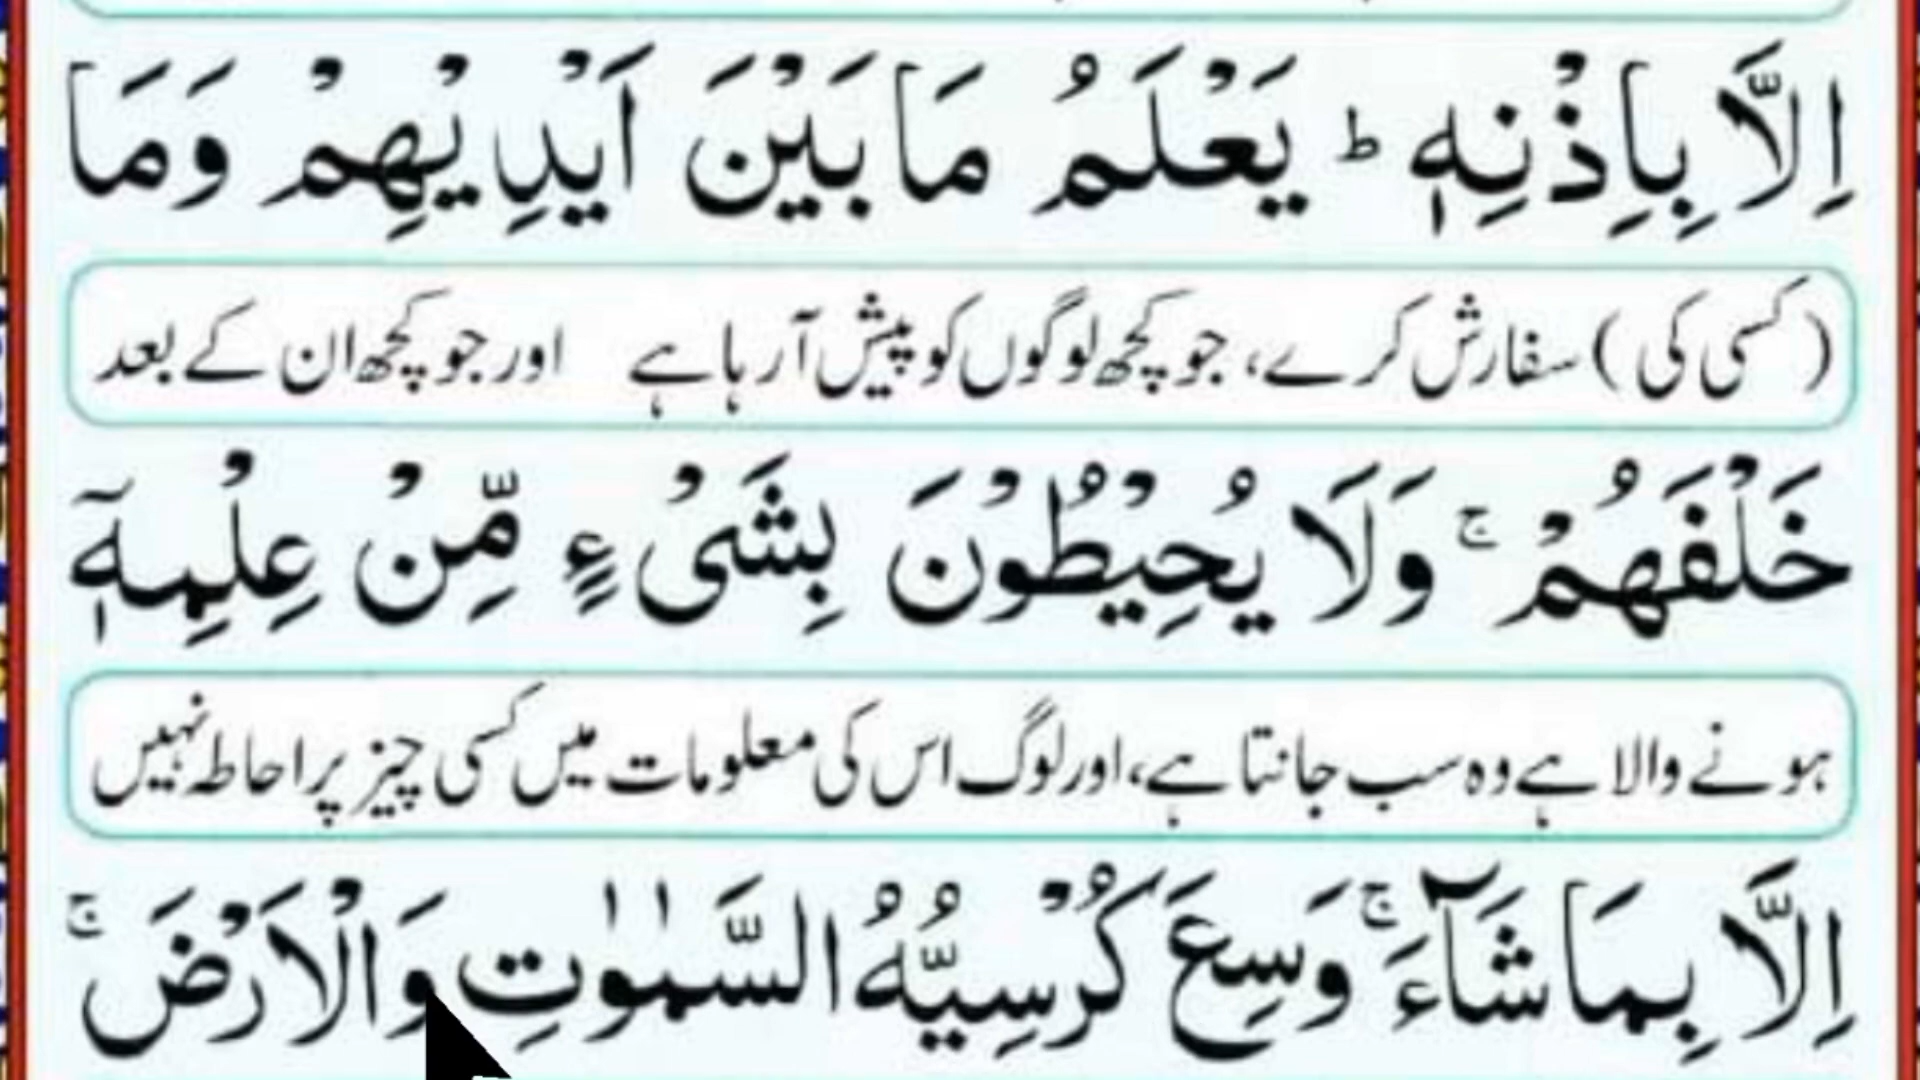 اِلَّا بِاِذْنِهٖ ؕ يَعْلَمُ مَا بَيْنَ اَيْدِيْهِمْ وَمَا
(کسی کی) سفارش کرے، جو کچھ لوگوں کو پیش آرہا ہے اور جو کچھ ان کے بعد
خَلْفَهُمْ ۚ وَلَا يُحِيْطُوْنَ بِشَیْءٍ مِّنْ عِلْمِهٖٓ
ہونے والا ہے وہ سب جانتا ہے، اور لوگ اس کی معلومات میں کسی چیز پر احاطہ نہیں
اِلَّا بِمَا شَآءَ ۚ وَسِعَ كُرْسِيُّهُ السَّمٰوٰتِ وَالْاَرْضَ ۚ